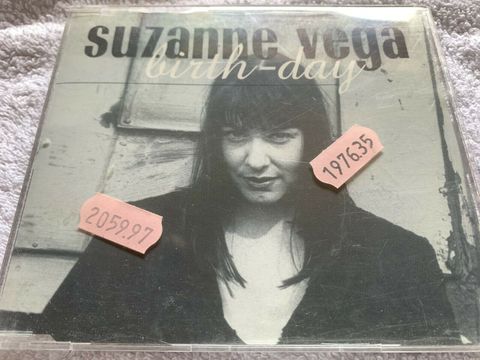 suzanne vega
birth-day
1976.35
2059.97